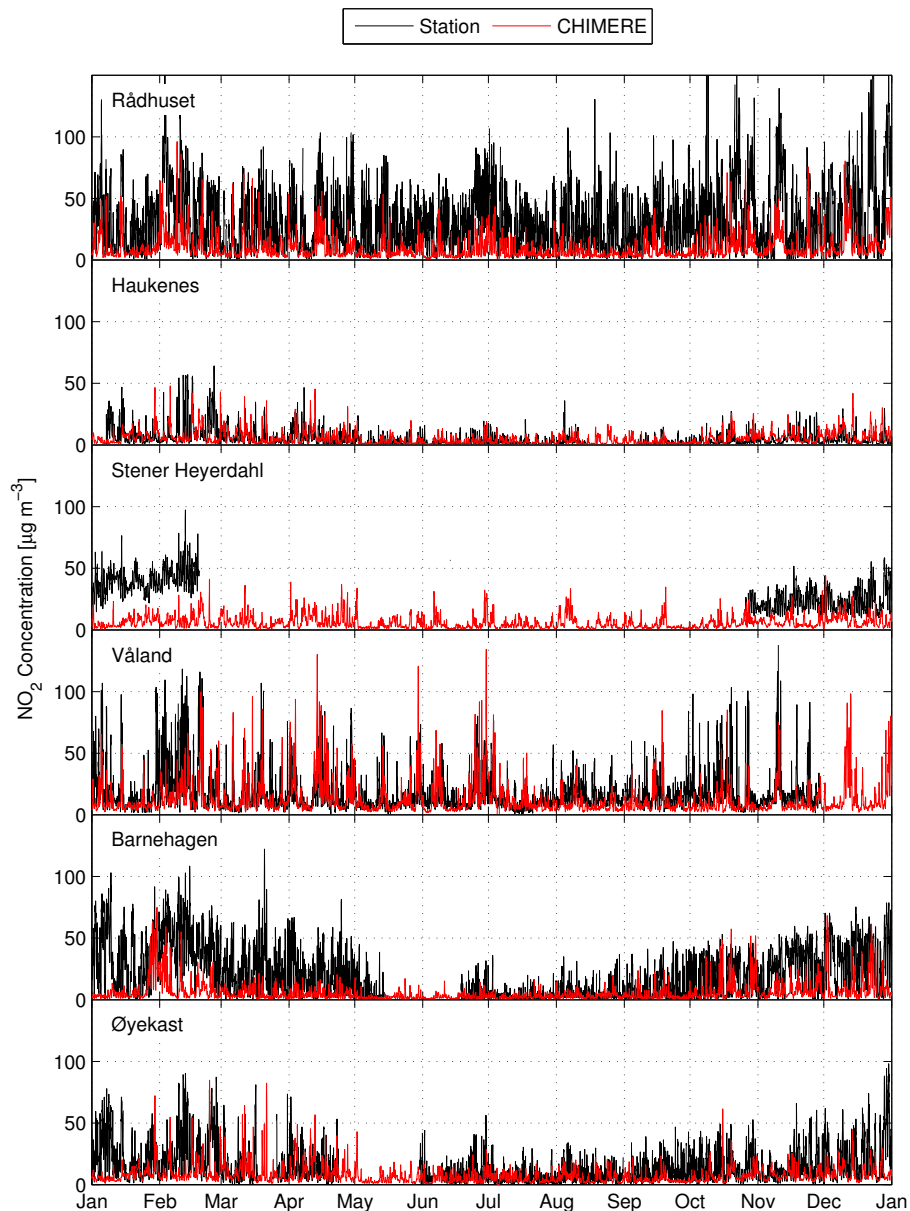 Station CHIMERE
NO2 Concentration [µg m−3]
Rådhuset
100
50
0
Haukenes
100
50
0
Stener Heyerdahl
100
50
0
Våland
100
50
0
Barnehagen
100
50
0
Øyekast
100
50
0
Jan Feb Mar Apr May Jun Jul Aug Sep Oct Nov Dec Jan